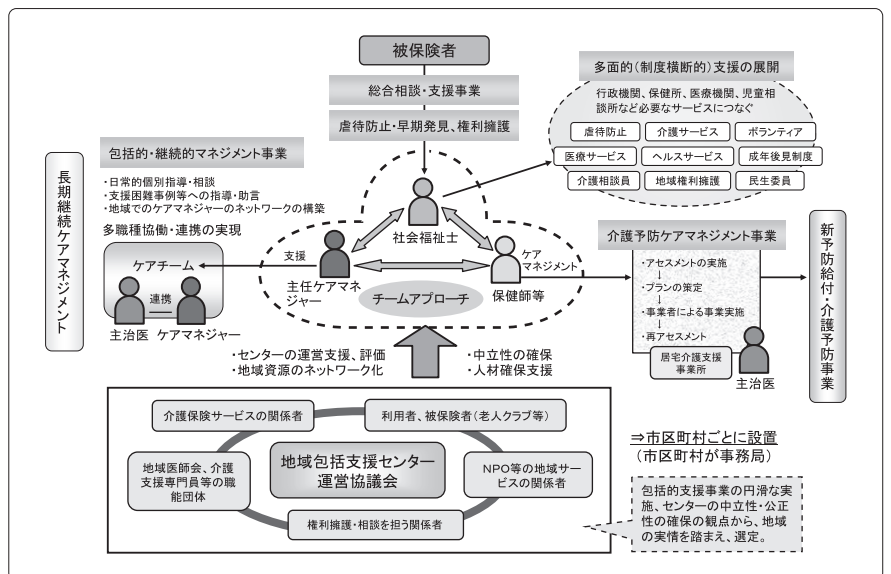 被保険者
総合相談・支援事業
虐待防止・早期発見、権利擁護
多面的(制度横断的)支援の展開
行政機関、保健所、医療機関、児童相
談所など必要なサービスにつなぐ
虐待防止
介護サービス
ボランティア
医療サービス
ヘルスサービス
成年後見制度
介護相談員
地域権利擁護
民生委員
長期継続ケアマネジメント
包括的・継続的マネジメント事業
・日常的個別指導・相談
・支援困難事例等への指導・助言
・地域でのケアマネジャーのネットワークの構築
多職種協働・連携の実現
ケアチーム
連携
主治医
ケアマネジャー
支援
社会福祉士
主任ケアマネ
ジャー
ケア
マネジメント
保健師等
チームアプローチ
介護予防ケアマネジメント事業
・アセスメントの実施
↓
・プランの策定
↓
・事業者による事業実施
↓
・再アセスメント
居宅介護支援
事業所
主治医
新予防給付・介護予防事業
・センターの運営支援、評価
・地域資源のネットワーク化
・中立性の確保
・人材確保支援
介護保険サービスの関係者
利用者、被保険者(老人クラブ等)
地域医師会、介護
支援専門員等の職
能団体
地域包括支援センター
運営協議会
NPO等の地域サー
ビスの関係者
権利擁護・相談を担う関係者
⇒市区町村ごとに設置
(市区町村が事務局)
包括的支援事業の円滑な実
施、センターの中立性・公正
性の確保の観点から、地域
の実情を踏まえ、選定。